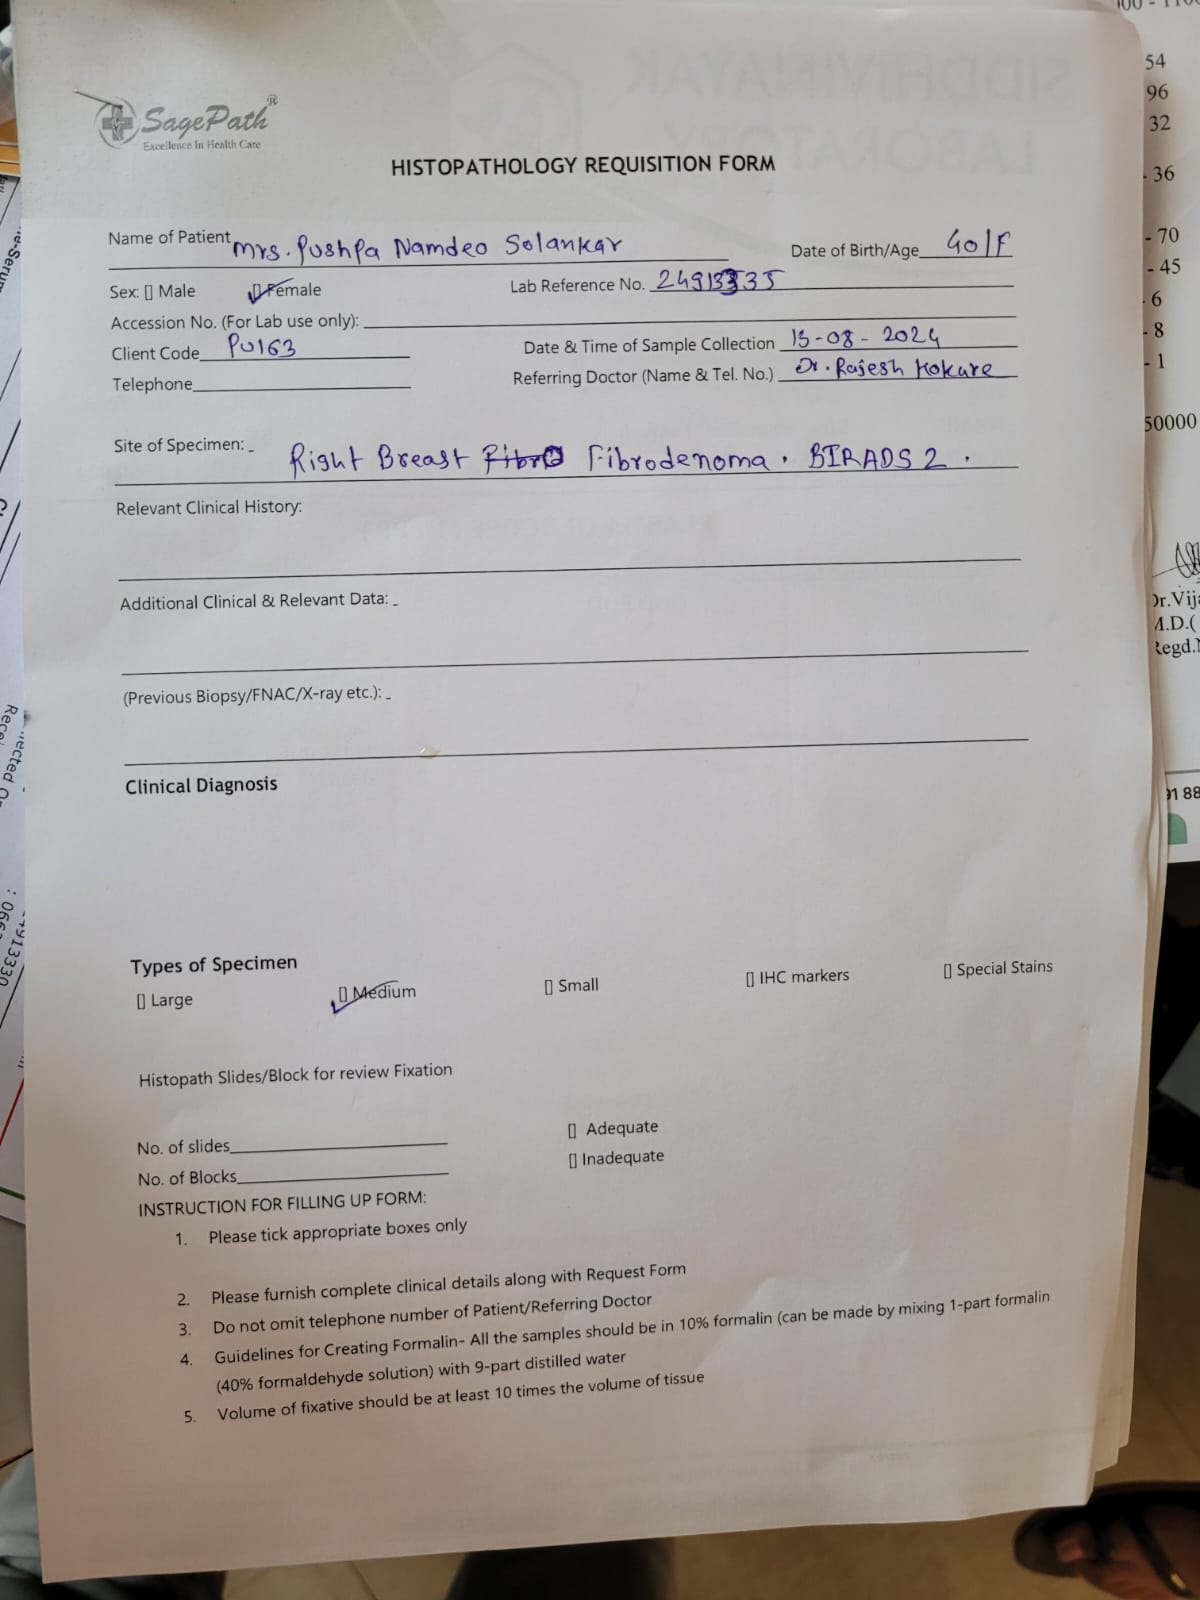 SagePath®
Excellence In Health Care
HISTOPATHOLOGY REQUISITION FORM
Name of Patient Mrs. Pushpa Namdeo Solankar
Date of Birth/Age 40/F
Sex: ▯ Male ▯ Female
Lab Reference No. 24913335
Accession No. (For Lab use only):
Client Code PU163
Date & Time of Sample Collection 13-08-2024
Telephone
Referring Doctor (Name & Tel. No.) Dr. Rajesh Kokare
Site of Specimen: - Right Breast Fibro Fibrodenoma. BIRADS 2.
Relevant Clinical History:
Additional Clinical & Relevant Data: -
(Previous Biopsy/FNAC/X-ray etc.): -
Clinical Diagnosis
Types of Specimen
▯ Large ▯ Medium ▯ Small ▯ IHC markers ▯ Special Stains
Histopath Slides/Block for review Fixation
No. of slides
▯ Adequate
No. of Blocks
▯ Inadequate
INSTRUCTION FOR FILLING UP FORM:
1. Please tick appropriate boxes only
2. Please furnish complete clinical details along with Request Form
3. Do not omit telephone number of Patient/Referring Doctor
4. Guidelines for Creating Formalin- All the samples should be in 10% formalin (can be made by mixing 1-part formalin
(40% formaldehyde solution) with 9-part distilled water
5. Volume of fixative should be at least 10 times the volume of tissue
54
96
32
- 36
- 70
- 45
6
- 8
- 1
50000
Dr.Vij
M.D.(
Regd.
91 88